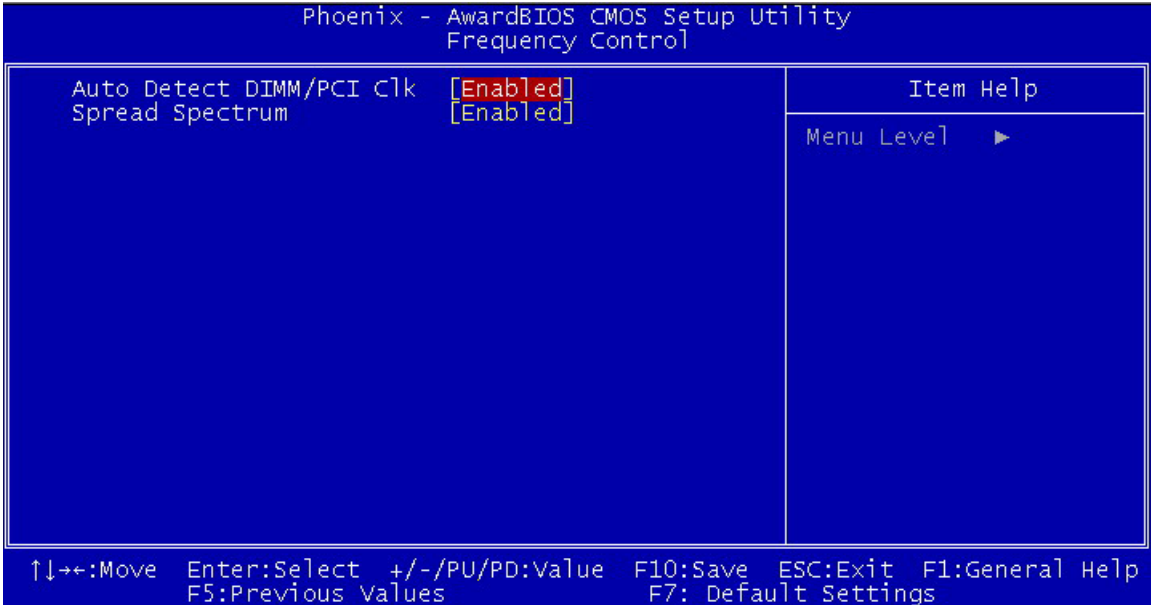 Phoenix - AwardBIOS CMOS Setup Utility
Frequency Control
Auto Detect DIMM/PCI Clk [Enabled]
Spread Spectrum [Enabled]
Item Help
Menu Level ►
↑↓→←:Move Enter:Select +/-/PU/PD:Value F10:Save ESC:Exit F1:General Help
F5:Previous Values F7: Default Settings